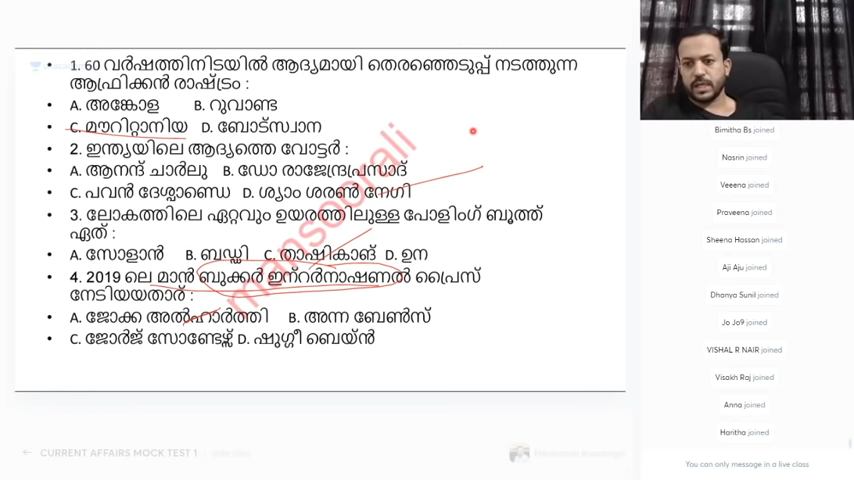 1. 60 വർഷത്തിനിടയിൽ ആദ്യമായി തെരഞ്ഞെടുപ്പ് നടത്തുന്ന
ആഫ്രിക്കൻ രാഷ്ട്രം :
A. അങ്കോള B. റുവാണ്ട
C. മൗറിറ്റാനിയ D. ബോട്സ്വാന
2. ഇന്ത്യയിലെ ആദ്യത്തെ വോട്ടർ :
A. ആനന്ദ് ചാർലു B. ഡോ രാജേന്ദ്രപ്രസാദ്
C. പവൻ ദേശ്പാണ്ഡെ D. ശ്യാം ശരൺ നേഗി
3. ലോകത്തിലെ ഏറ്റവും ഉയരത്തിലുള്ള പോളിംഗ് ബൂത്ത്
ഏത് :
A. സോളാൻ B. ബഡ്ഡി C. താഷികാങ് D. ഉന
4. 2019 ലെ മാൻ ബുക്കർ ഇന്റർനാഷണൽ പ്രൈസ്
നേടിയയതാര് :
A. ജോക്ക അൽഹാർത്തി B. അന്ന ബേൺസ്
C. ജോർജ് സോണ്ടേഴ്സ് D. ഷുഗ്ഗീ ബെയ്ൻ
mansoorali
CURRENT AFFAIRS MOCK TEST 1
Bimitha Bs joined
Nasrin joined
Veeena joined
Praveena joined
Sheena Hassan joined
Aji Aju joined
Dhanya Sunil joined
Jo Jo9 joined
VISHAL R NAIR joined
Visakh Raj joined
Anna joined
Haritha joined
You can only message in a live class